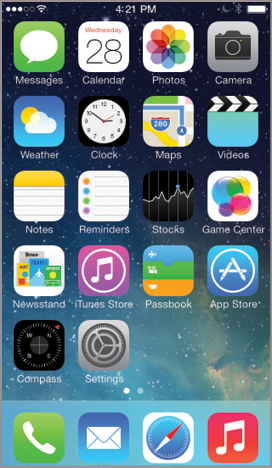 4:21 PM
Wednesday
28
Messages Calendar Photos Camera
280
Weather Clock Maps Videos
Notes Reminders Stocks Game Center
Newsstand iTunes Store Passbook App Store
Compass Settings